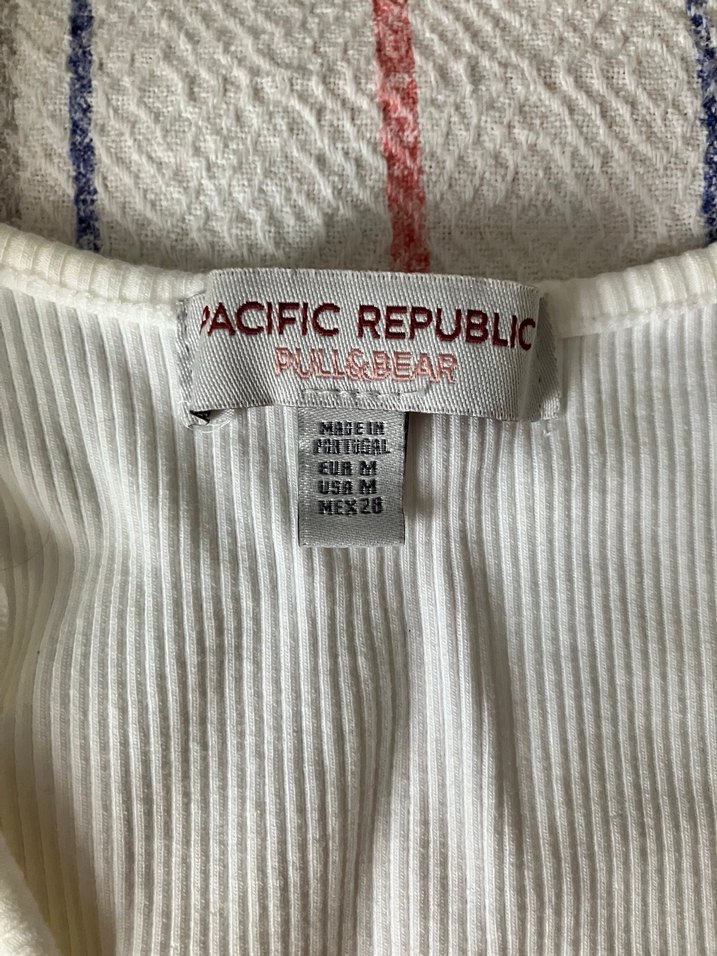 PACIFIC REPUBLIC
PULL&BEAR
MADE IN
PORTUGAL
EUR M
USA M
MEX 28